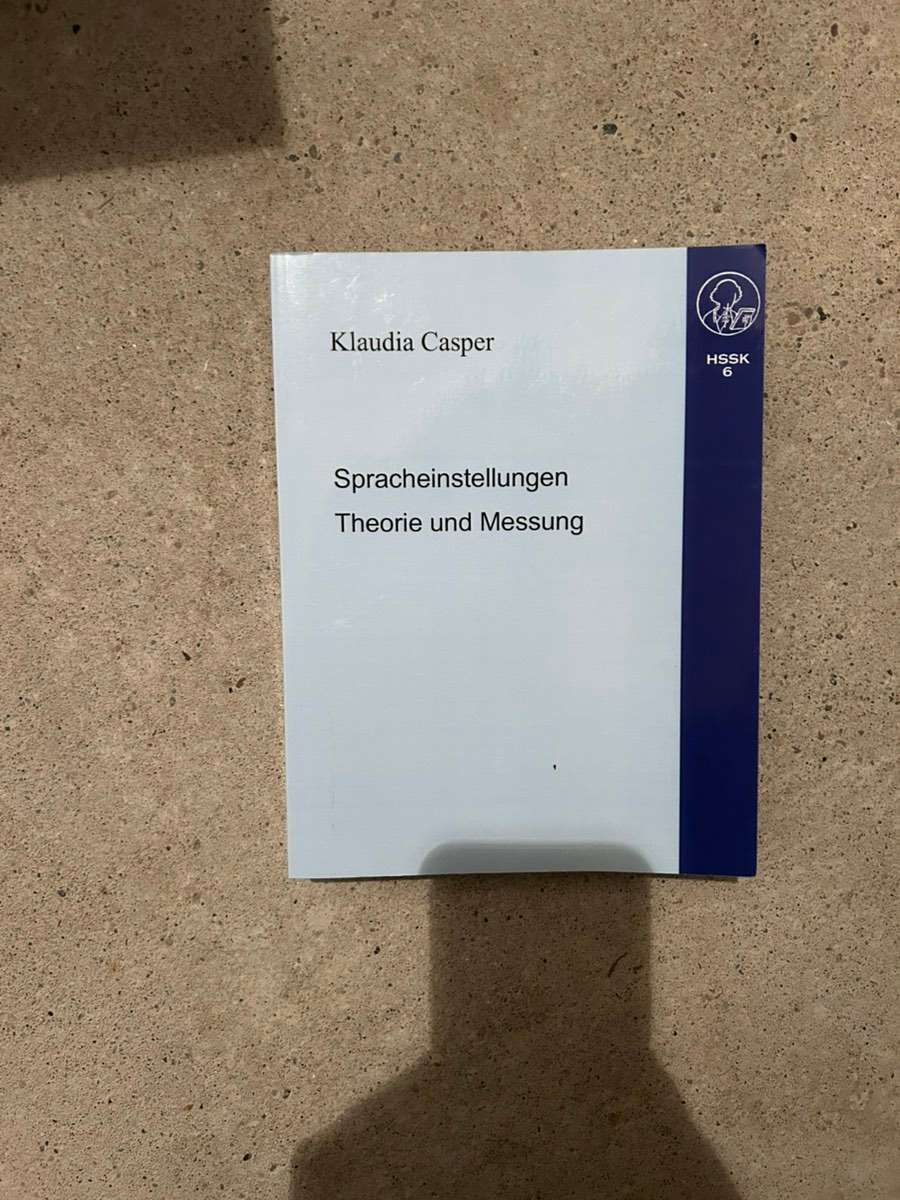 Klaudia Casper
HSSK
6
Spracheinstellungen
Theorie und Messung